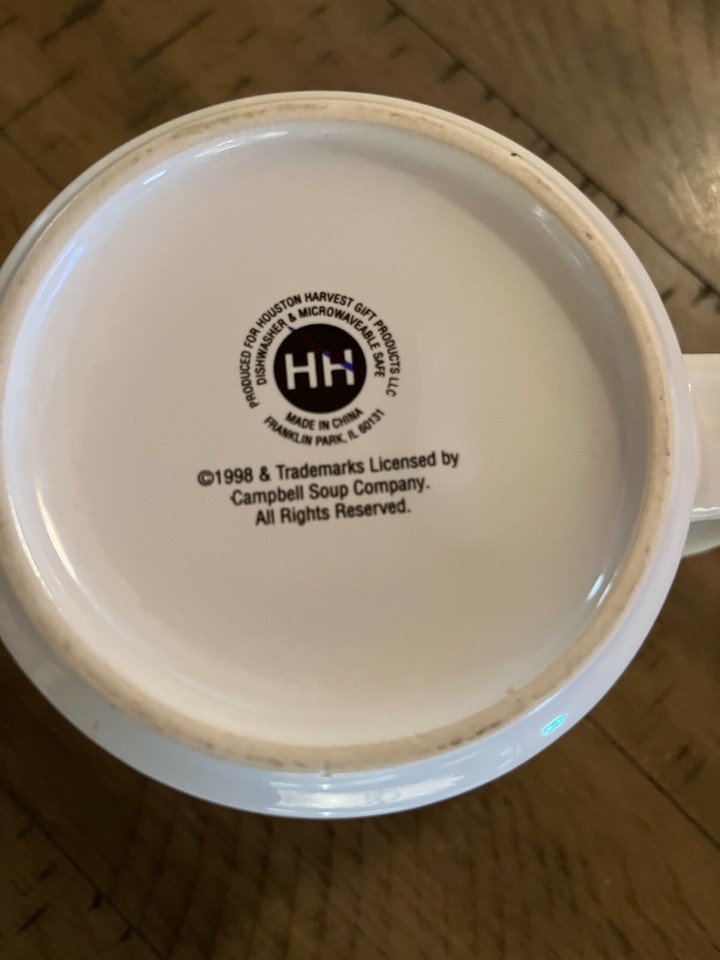 PRODUCED FOR HOUSTON HARVEST GIFT PRODUCTS LLC
DISHWASHER & MICROWAVEABLE SAFE
HH
MADE IN CHINA
FRANKLIN PARK, IL 60131
©1998 & Trademarks Licensed by
Campbell Soup Company.
All Rights Reserved.